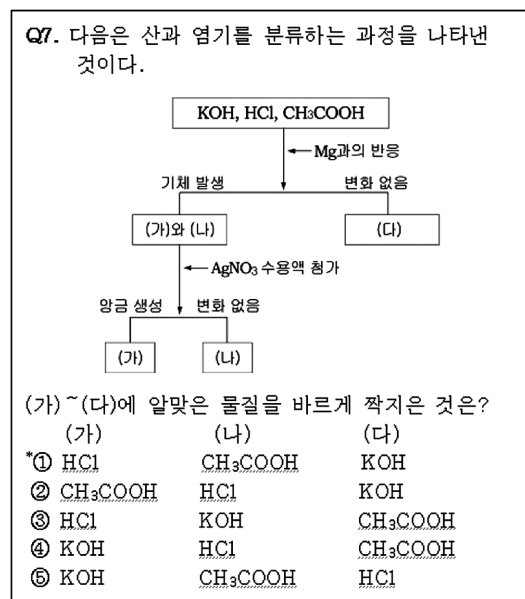 Q7. 다음은 산과 염기를 분류하는 과정을 나타낸
것이다.
KOH, HCl, CH₃COOH
Mg과의 반응
기체 발생 변화 없음
(가)와 (나) (다)
AgNO₃ 수용액 첨가
앙금 생성 변화 없음
(가) (나)
(가)~(다)에 알맞은 물질을 바르게 짝지은 것은?
(가) (나) (다)
*① HCl CH₃COOH KOH
② CH₃COOH HCl KOH
③ HCl KOH CH₃COOH
④ KOH HCl CH₃COOH
⑤ KOH CH₃COOH HCl